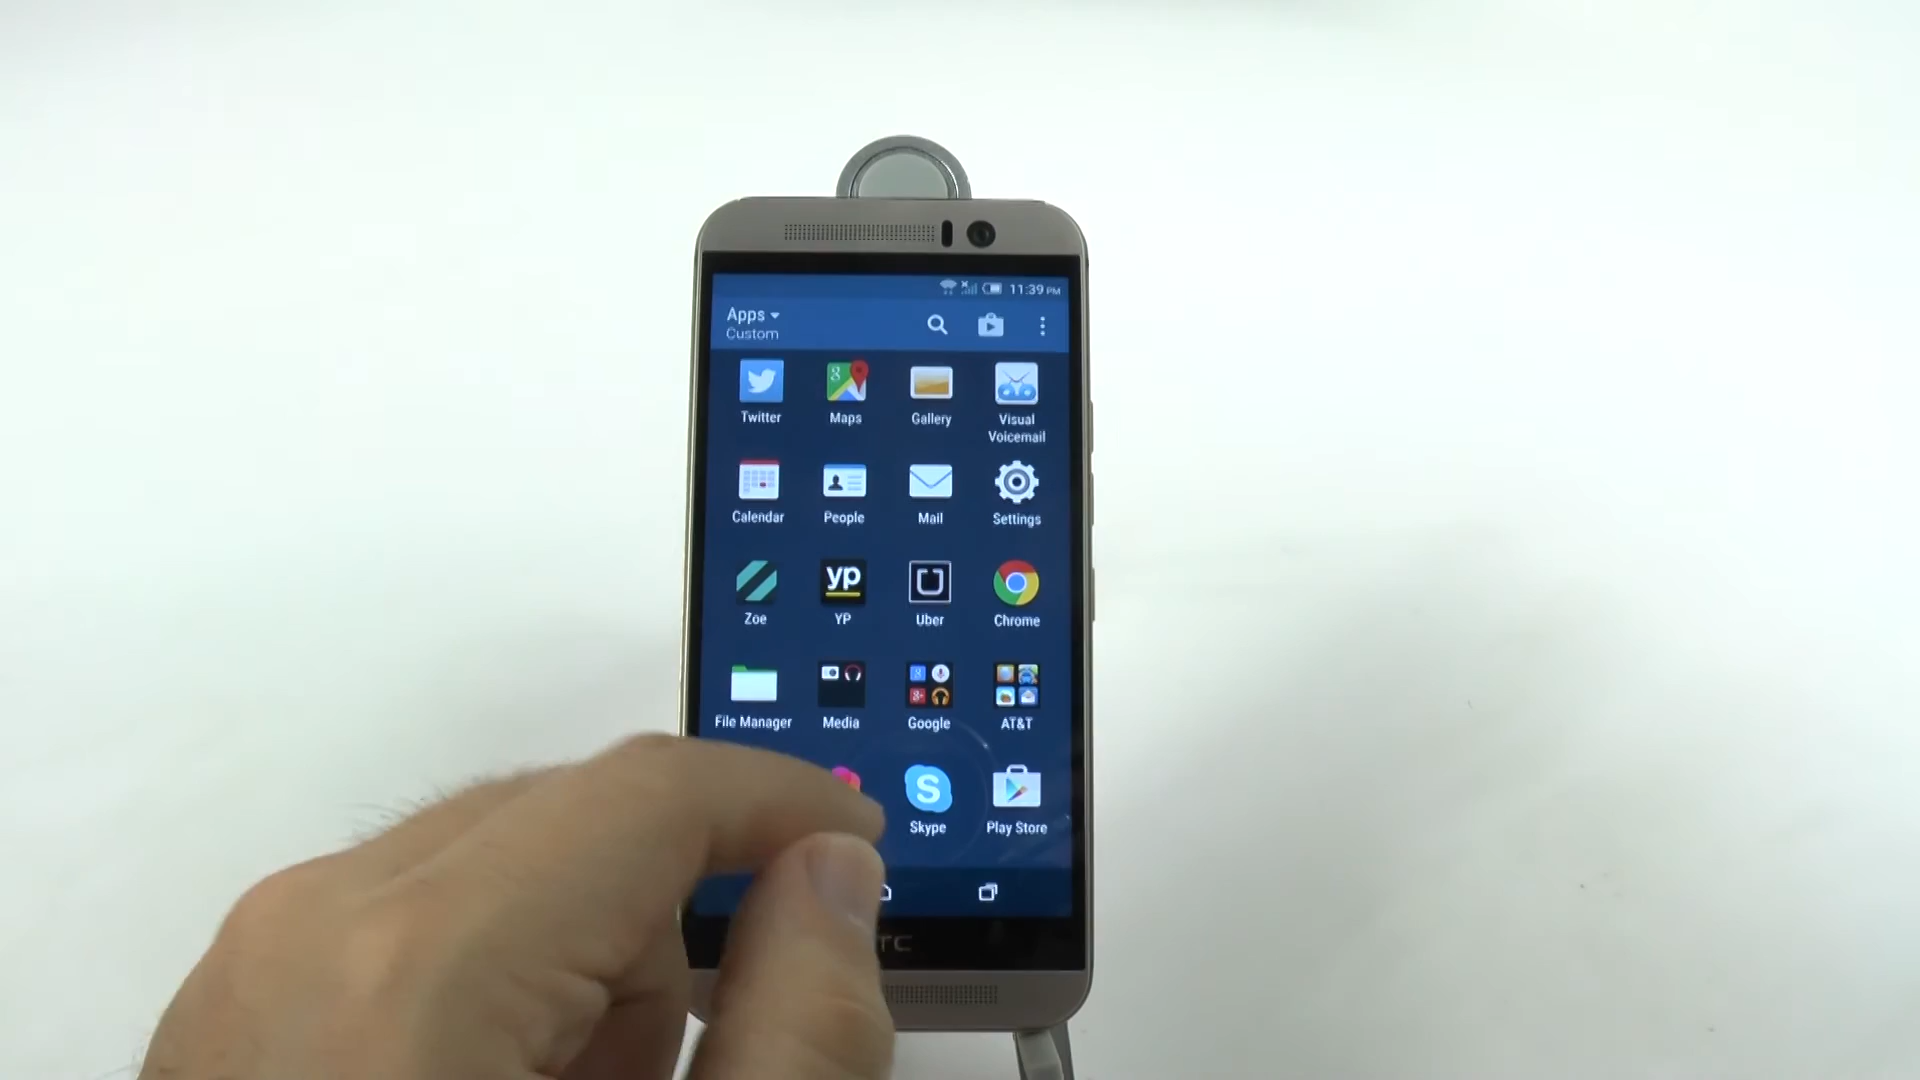 11:39 PM
Apps
Custom
Twitter
Maps
Gallery
Visual
Voicemail
Calendar
People
Mail
Settings
Zoe
yp
YP
Uber
Chrome
File Manager
Media
Google
AT&T
S
Skype
Play Store
TC